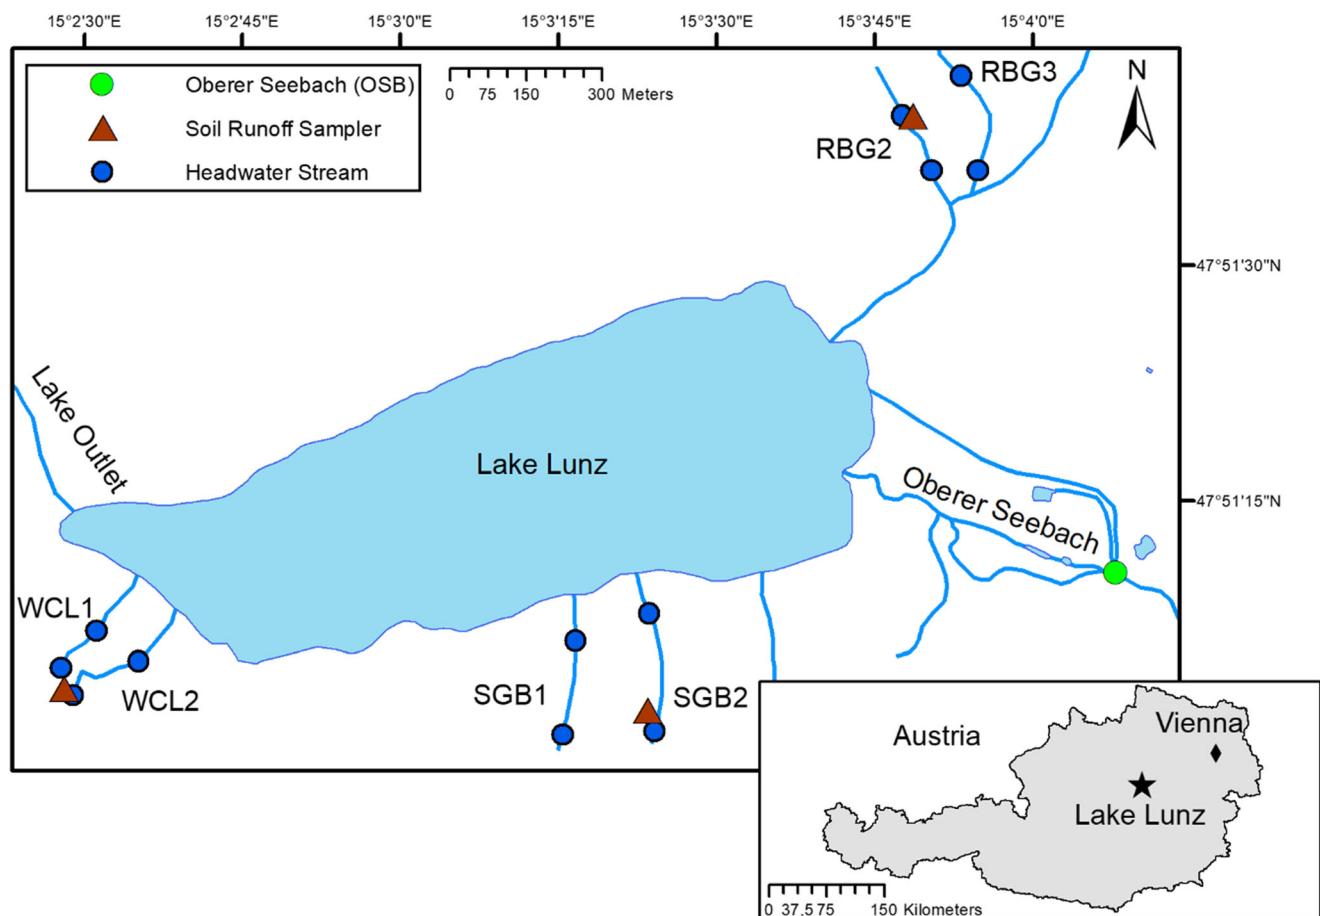 15°2'30"E
15°2'45"E
15°3'0"E
15°3'15"E
15°3'30"E
15°3'45"E
15°4'0"E
Oberer Seebach (OSB)
Soil Runoff Sampler
Headwater Stream
0 75 150 300 Meters
RBG3
N
RBG2
47°51'30"N
Lake Outlet
Lake Lunz
Oberer Seebach
47°51'15"N
WCL1
WCL2
SGB1
SGB2
Austria
Vienna
Lake Lunz
0 37,5 75 150 Kilometers